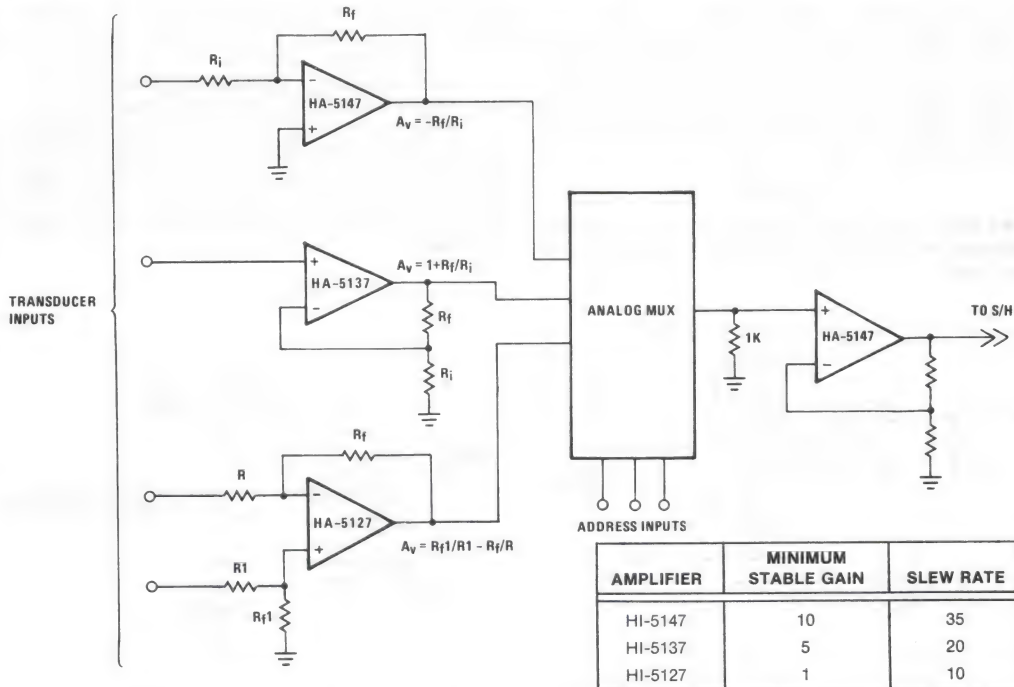 Rf
Ri
−
HA-5147
+
Av = -Rf/Ri
TRANSDUCER
INPUTS
+
HA-5137
−
Av = 1+Rf/Ri
Rf
Ri
Rf
R
−
HA-5127
+
Av = Rf1/R1 - Rf/R
R1
Rf1
ANALOG MUX
ADDRESS INPUTS
1K
+
HA-5147
−
TO S/H
AMPLIFIER MINIMUM STABLE GAIN SLEW RATE
HI-5147 10 35
HI-5137 5 20
HI-5127 1 10